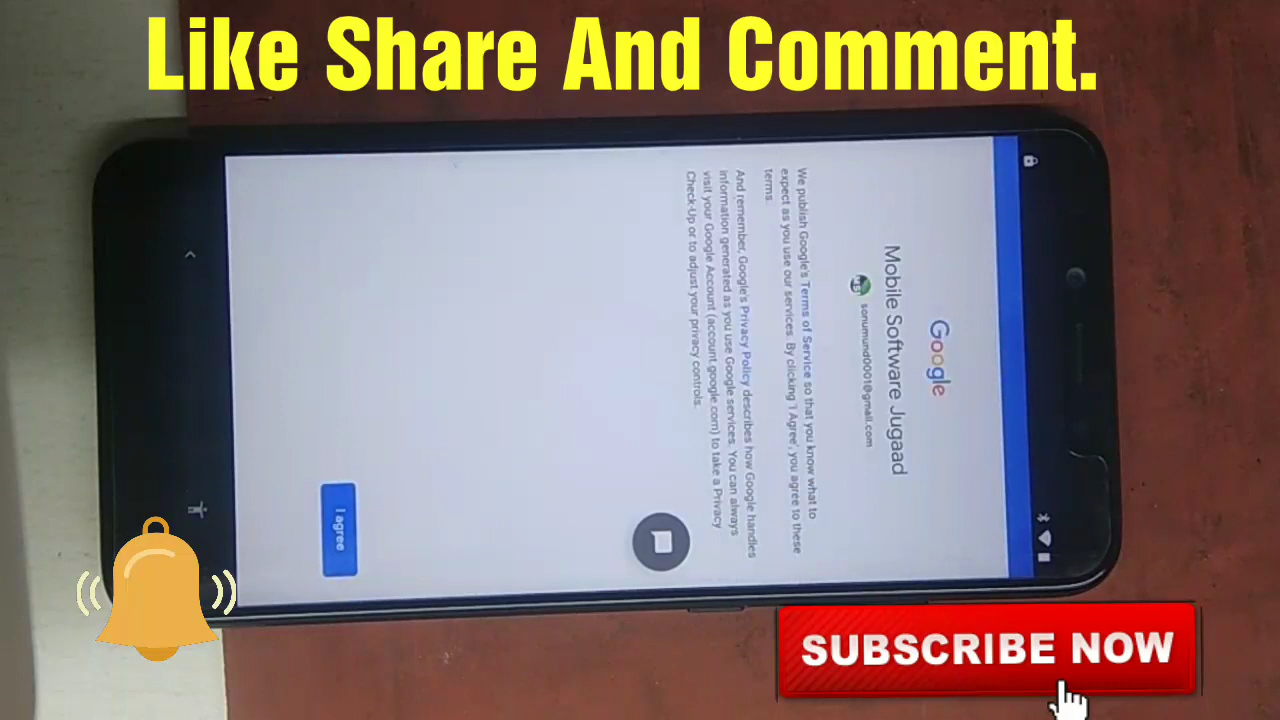 Like Share And Comment.
Google
Mobile Software Jugaad
sonumund0001@gmail.com
We publish Google's Terms of Service so that you know what to
expect as you use our services. By clicking 'I Agree', you agree to these
terms.
And remember, Google's Privacy Policy describes how Google handles
information generated as you use Google services. You can always
visit your Google Account (account.google.com) to take a Privacy
Check-Up or to adjust your privacy controls.
I agree
SUBSCRIBE NOW